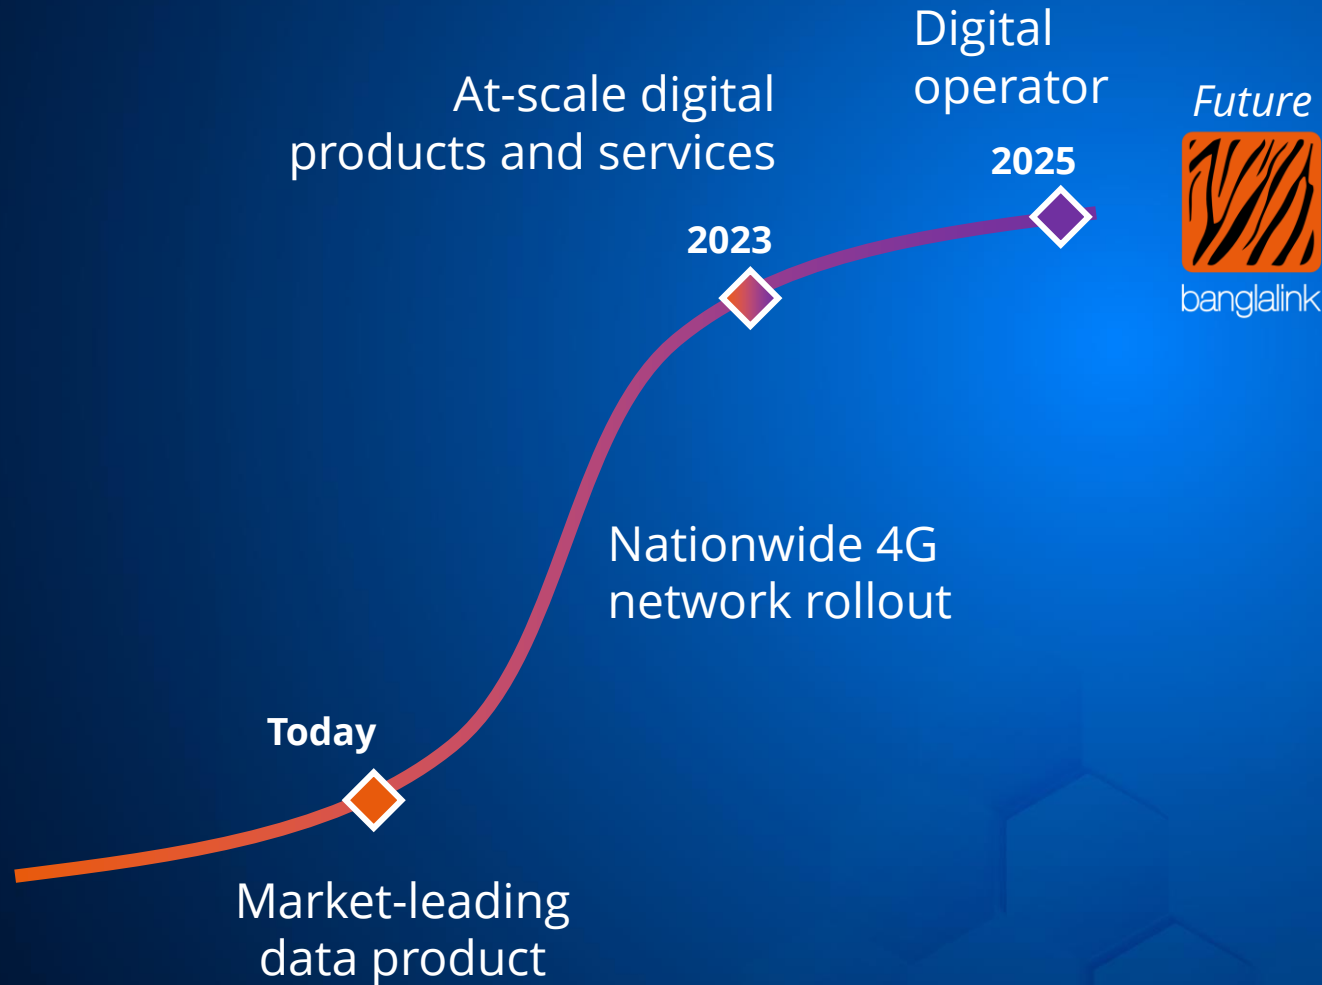 Digital
operator
At-scale digital
products and services
Future
2025
2023
banglalink
Nationwide 4G
network rollout
Today
Market-leading
data product